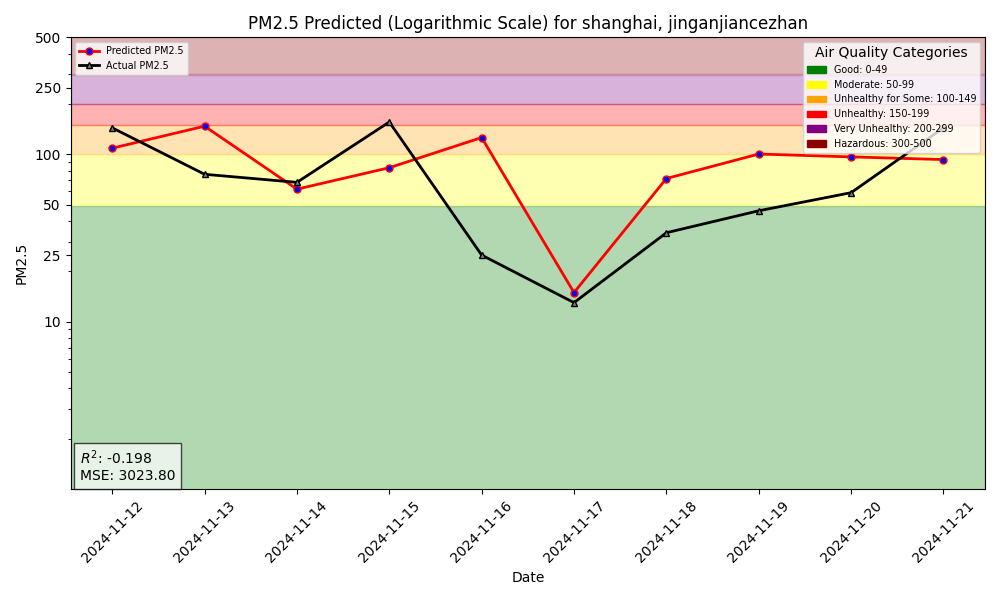 PM2.5 Predicted (Logarithmic Scale) for shanghai, jinganjiancezhan
Predicted PM2.5
Actual PM2.5
Air Quality Categories
Good: 0-49
Moderate: 50-99
Unhealthy for Some: 100-149
Unhealthy: 150-199
Very Unhealthy: 200-299
Hazardous: 300-500
500
250
100
50
25
10
PM2.5
R²: -0.198
MSE: 3023.80
2024-11-12
2024-11-13
2024-11-14
2024-11-15
2024-11-16
2024-11-17
2024-11-18
2024-11-19
2024-11-20
2024-11-21
Date